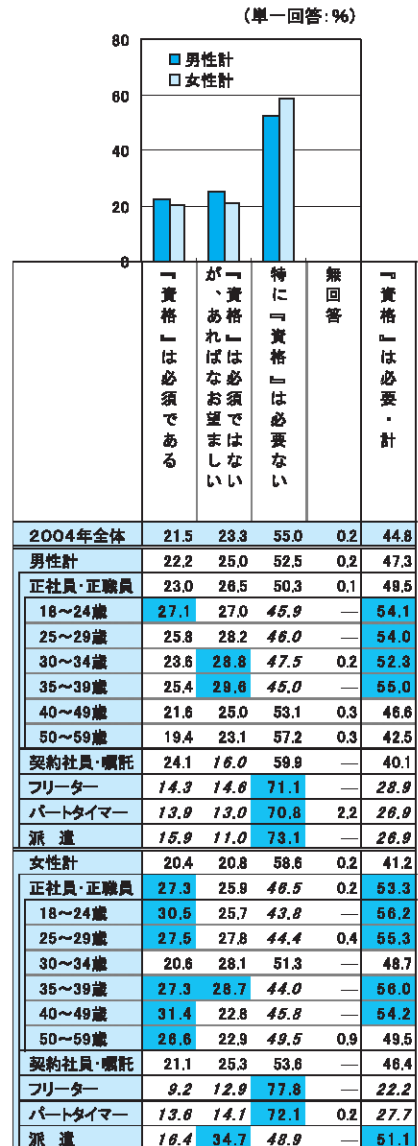 (単一回答:%)
80
60
40
20
0
男性計
女性計
『資格』は必須である
『資格』は必須ではない
が、あればなお望ましい
特に『資格』は必要ない
無回答
『資格』は必要・計
2004年全体 21.5 23.3 55.0 0.2 44.8
男性計 22.2 25.0 52.5 0.2 47.3
正社員・正職員 23.0 26.5 50.3 0.1 49.5
18～24歳 27.1 27.0 45.9 — 54.1
25～29歳 25.8 28.2 46.0 — 54.0
30～34歳 23.6 28.8 47.5 0.2 52.3
35～39歳 25.4 29.6 45.0 — 55.0
40～49歳 21.6 25.0 53.1 0.3 46.6
50～59歳 19.4 23.1 57.2 0.3 42.5
契約社員・嘱託 24.1 16.0 59.9 — 40.1
フリーター 14.3 14.6 71.1 — 28.9
パートタイマー 13.9 13.0 70.8 2.2 26.9
派 遣 15.9 11.0 73.1 — 26.9
女性計 20.4 20.8 58.6 0.2 41.2
正社員・正職員 27.3 25.9 46.5 0.2 53.3
18～24歳 30.5 25.7 43.8 — 56.2
25～29歳 27.5 27.8 44.4 0.4 55.3
30～34歳 20.6 28.1 51.3 — 48.7
35～39歳 27.3 28.7 44.0 — 56.0
40～49歳 31.4 22.8 45.8 — 54.2
50～59歳 26.6 22.9 49.5 0.9 49.5
契約社員・嘱託 21.1 25.3 53.6 — 46.4
フリーター 9.2 12.9 77.8 — 22.2
パートタイマー 13.6 14.1 72.1 0.2 27.7
派 遣 16.4 34.7 48.9 — 51.1